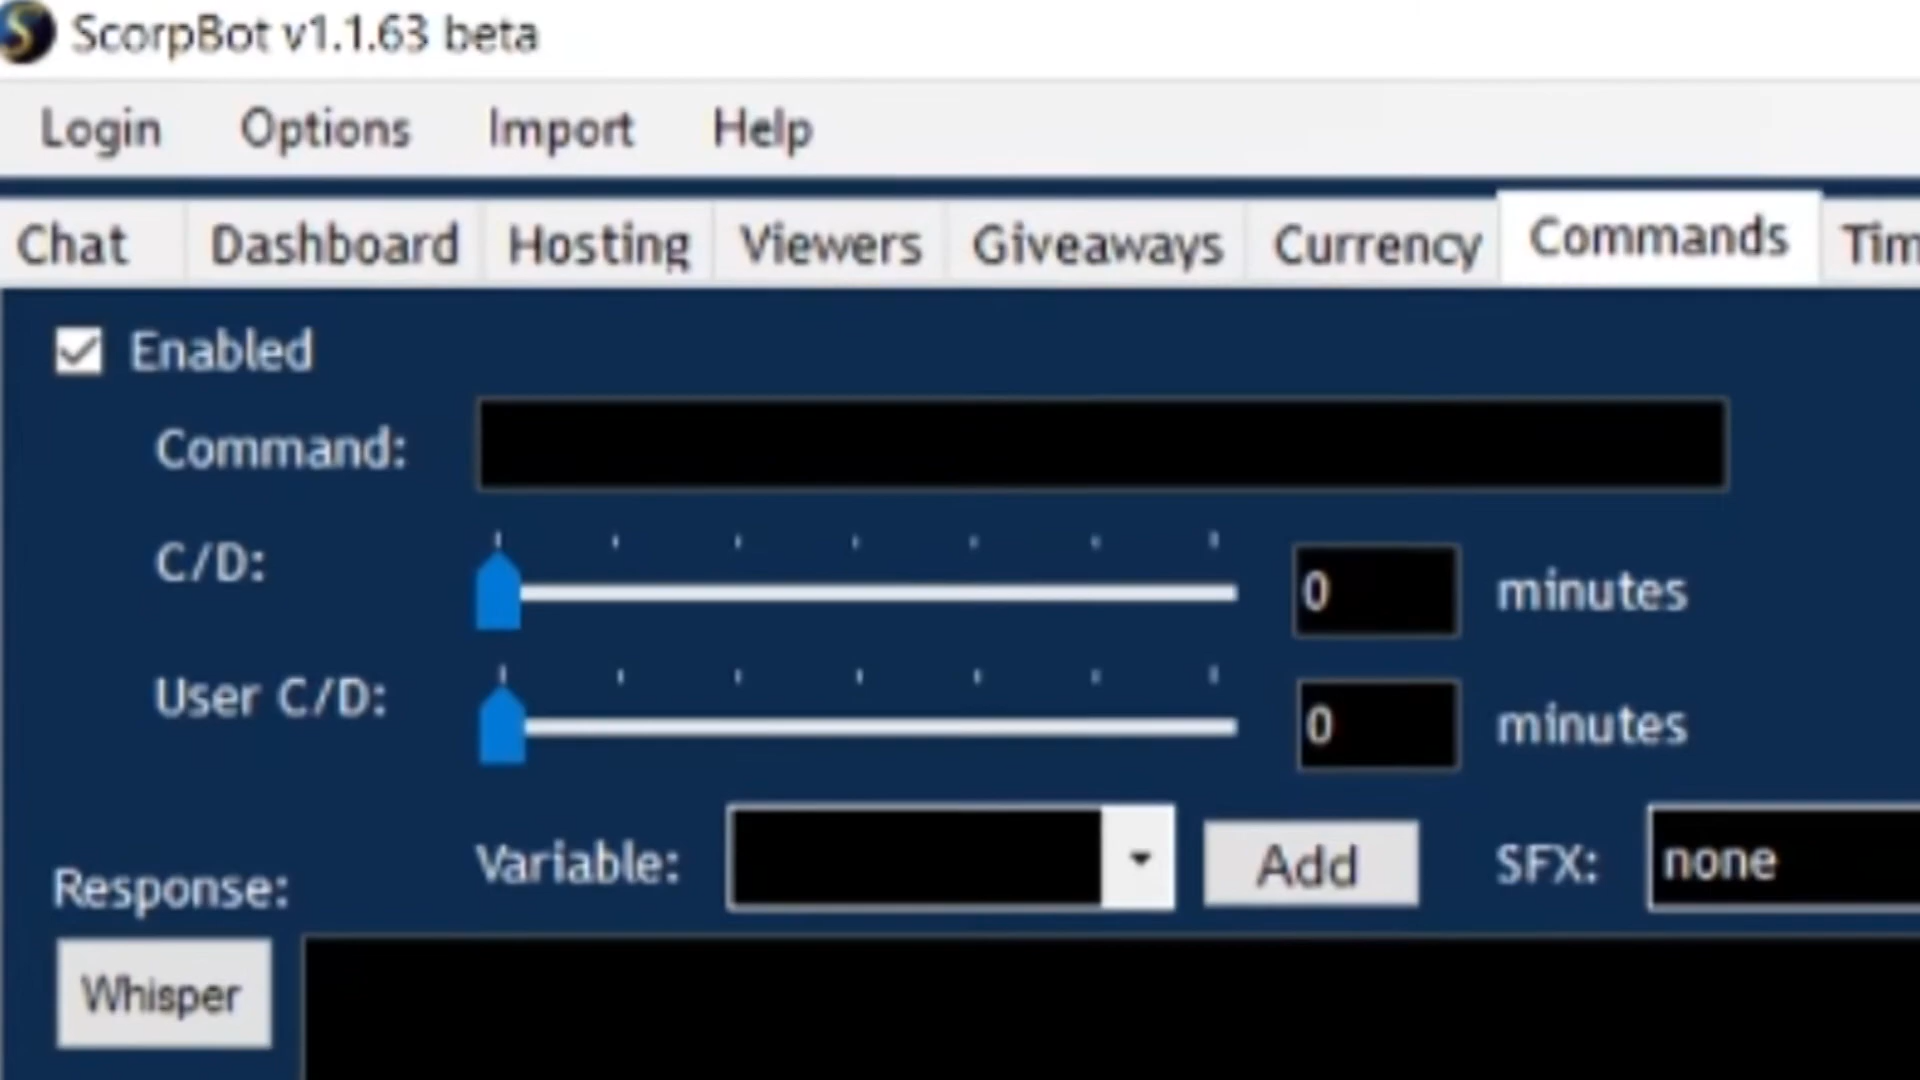 ScorpBot v1.1.63 beta
Login Options Import Help
Chat Dashboard Hosting Viewers Giveaways Currency Commands Tim
Enabled
Command:
C/D: 0 minutes
User C/D: 0 minutes
Variable: Add SFX: none
Response:
Whisper